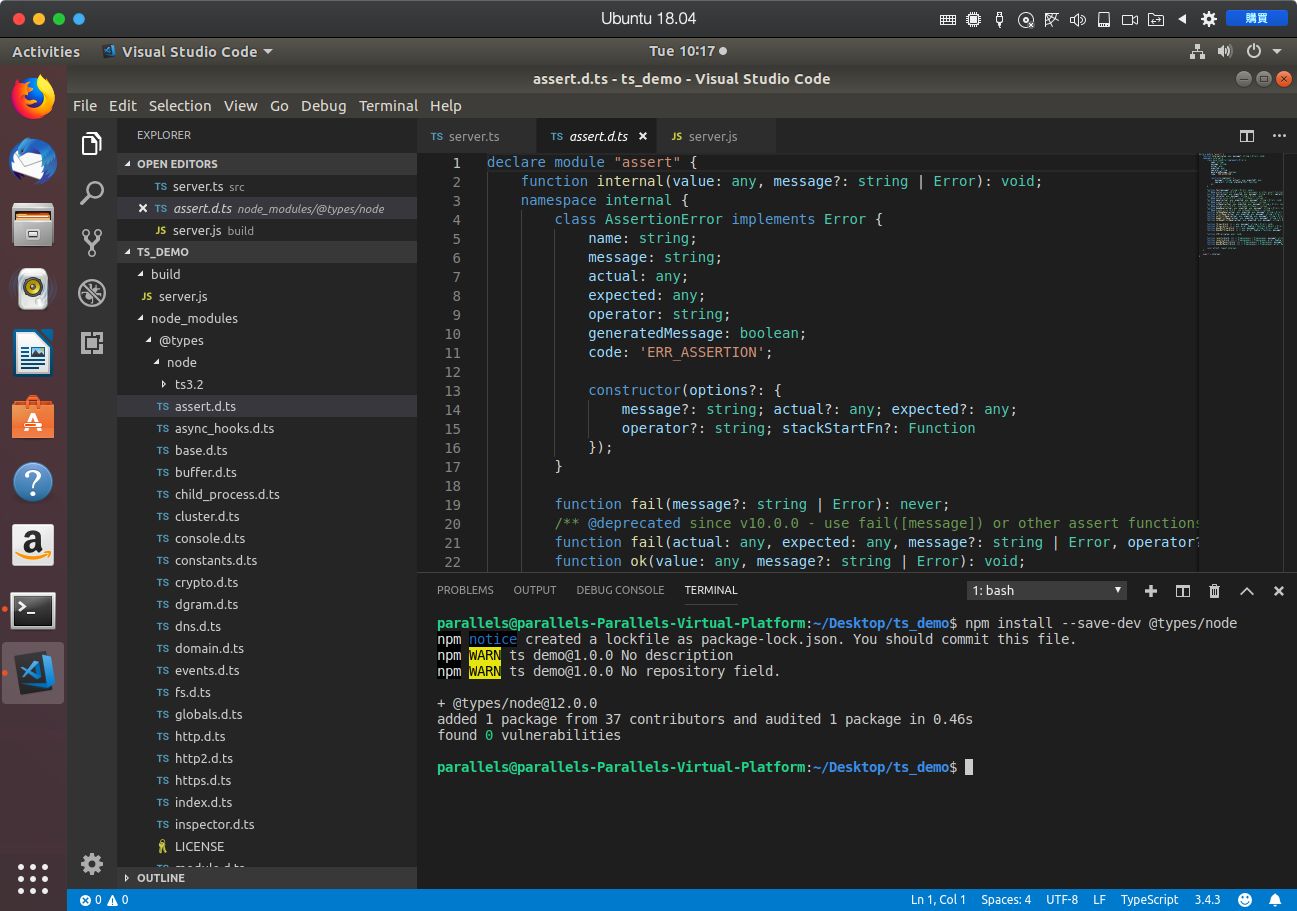 Ubuntu 18.04
購買
Activities
Visual Studio Code
Tue 10:17
assert.d.ts - ts_demo - Visual Studio Code
File Edit Selection View Go Debug Terminal Help
EXPLORER
OPEN EDITORS
TS server.ts src
TS assert.d.ts node_modules/@types/node
JS server.js build
TS_DEMO
build
JS server.js
node_modules
@types
node
ts3.2
TS assert.d.ts
TS async_hooks.d.ts
TS base.d.ts
TS buffer.d.ts
TS child_process.d.ts
TS cluster.d.ts
TS console.d.ts
TS constants.d.ts
TS crypto.d.ts
TS dgram.d.ts
TS dns.d.ts
TS domain.d.ts
TS events.d.ts
TS fs.d.ts
TS globals.d.ts
TS http.d.ts
TS http2.d.ts
TS https.d.ts
TS index.d.ts
TS inspector.d.ts
LICENSE
TS module.d.ts
OUTLINE
TS server.ts
TS assert.d.ts
JS server.js
1 declare module "assert" {
2 function internal(value: any, message?: string | Error): void;
3 namespace internal {
4 class AssertionError implements Error {
5 name: string;
6 message: string;
7 actual: any;
8 expected: any;
9 operator: string;
10 generatedMessage: boolean;
11 code: 'ERR_ASSERTION';
12
13 constructor(options?: {
14 message?: string; actual?: any; expected?: any;
15 operator?: string; stackStartFn?: Function
16 });
17 }
18
19 function fail(message?: string | Error): never;
20 /** @deprecated since v10.0.0 - use fail([message]) or other assert functions
21 function fail(actual: any, expected: any, message?: string | Error, operator?
22 function ok(value: any, message?: string | Error): void;
PROBLEMS OUTPUT DEBUG CONSOLE TERMINAL
1: bash
parallels@parallels-Parallels-Virtual-Platform:~/Desktop/ts_demo$ npm install --save-dev @types/node
npm notice created a lockfile as package-lock.json. You should commit this file.
npm WARN ts demo@1.0.0 No description
npm WARN ts demo@1.0.0 No repository field.
+ @types/node@12.0.0
added 1 package from 37 contributors and audited 1 package in 0.46s
found 0 vulnerabilities
parallels@parallels-Parallels-Virtual-Platform:~/Desktop/ts_demo$
0 0
Ln 1, Col 1 Spaces: 4 UTF-8 LF TypeScript 3.4.3